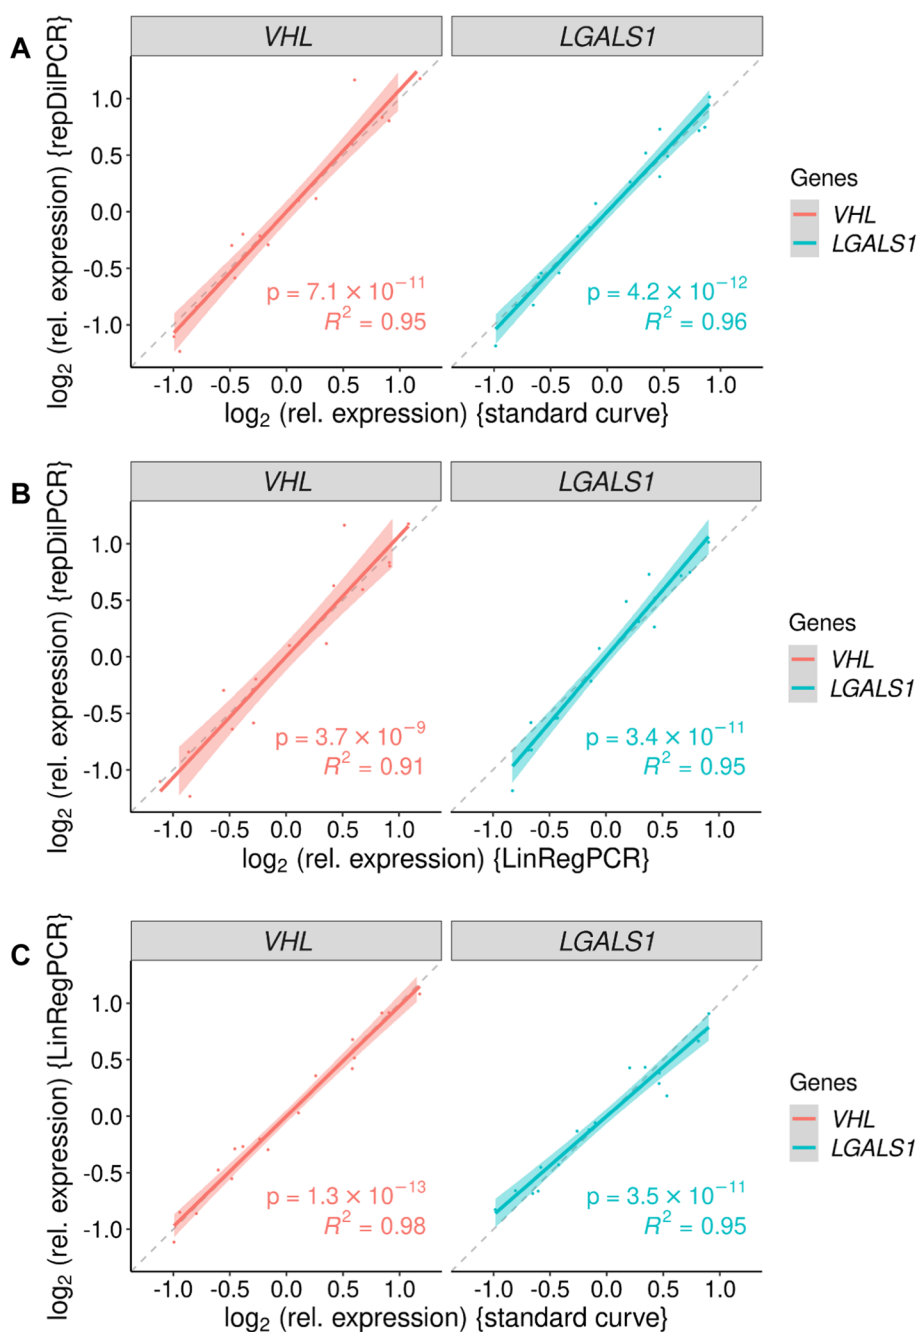 A
VHL
LGALS1
log₂ (rel. expression) {repDilPCR}
1.0
0.5
0.0
-0.5
-1.0
p = 7.1 × 10⁻¹¹
R² = 0.95
p = 4.2 × 10⁻¹²
R² = 0.96
-1.0 -0.5 0.0 0.5 1.0 -1.0 -0.5 0.0 0.5 1.0
log₂ (rel. expression) {standard curve}
Genes
VHL
LGALS1
B
VHL
LGALS1
log₂ (rel. expression) {repDilPCR}
1.0
0.5
0.0
-0.5
-1.0
p = 3.7 × 10⁻⁹
R² = 0.91
p = 3.4 × 10⁻¹¹
R² = 0.95
-1.0 -0.5 0.0 0.5 1.0 -1.0 -0.5 0.0 0.5 1.0
log₂ (rel. expression) {LinRegPCR}
Genes
VHL
LGALS1
C
VHL
LGALS1
log₂ (rel. expression) {LinRegPCR}
1.0
0.5
0.0
-0.5
-1.0
p = 1.3 × 10⁻¹³
R² = 0.98
p = 3.5 × 10⁻¹¹
R² = 0.95
-1.0 -0.5 0.0 0.5 1.0 -1.0 -0.5 0.0 0.5 1.0
log₂ (rel. expression) {standard curve}
Genes
VHL
LGALS1